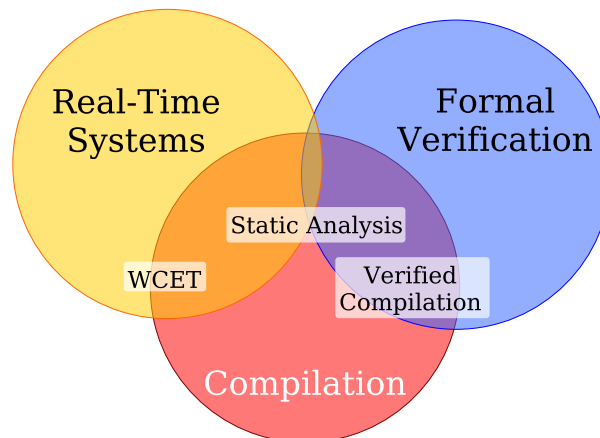 Real-Time
Systems
Formal
Verification
Static Analysis
WCET
Verified
Compilation
Compilation